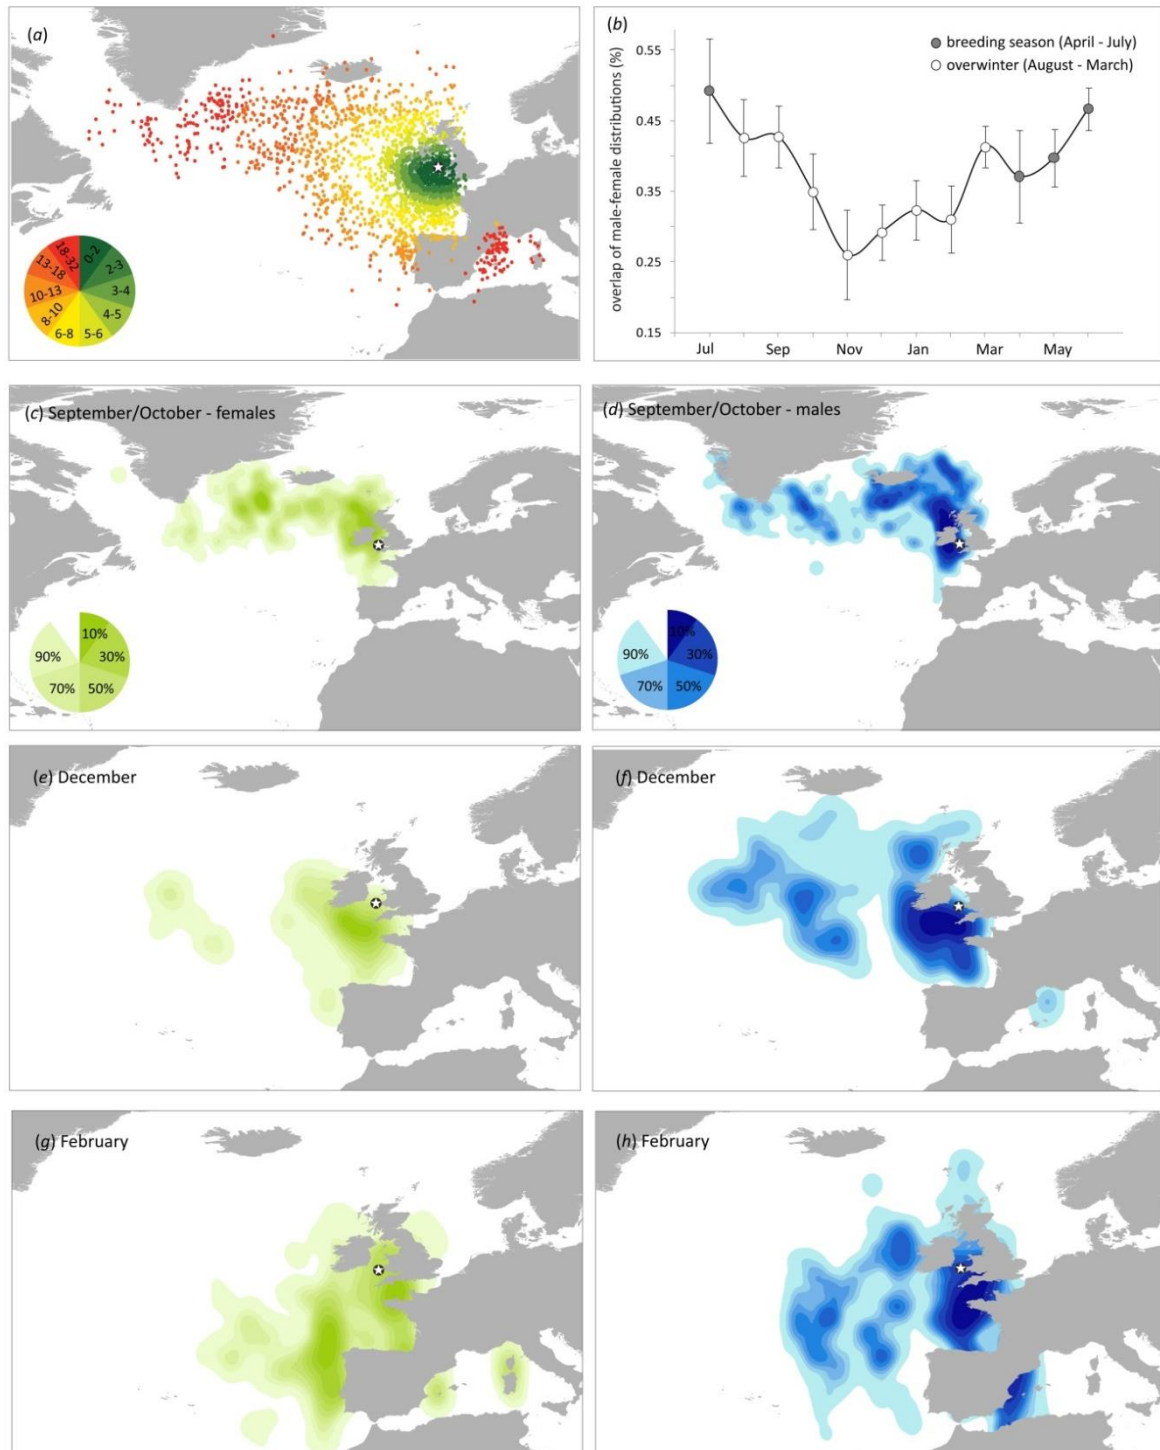 (a)
18-32
0-2
13-18
2-3
10-13
3-4
8-10
4-5
6-8
5-6
(b)
breeding season (April - July)
overwinter (August - March)
overlap of male-female distributions (%)
0.55
0.45
0.35
0.25
0.15
Jul Sep Nov Jan Mar May
(c) September/October - females
10%
90% 30%
70% 50%
(d) September/October - males
10%
90% 30%
70% 50%
(e) December
(f) December
(g) February
(h) February